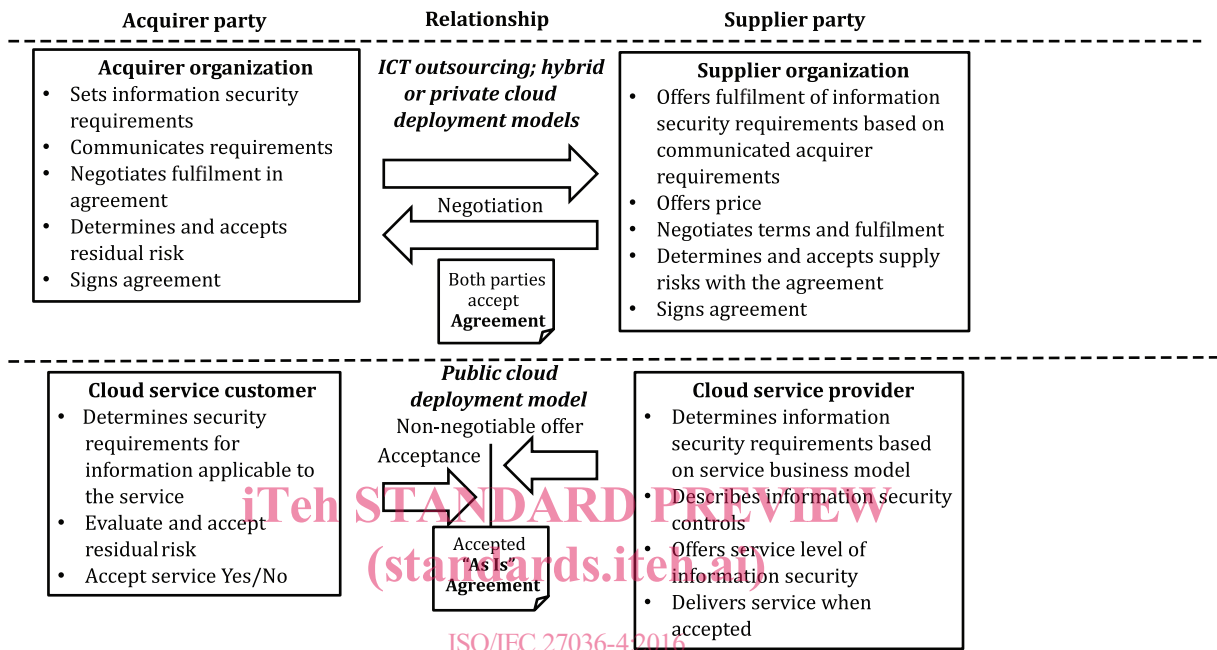 Acquirer party
Relationship
Supplier party
Acquirer organization
• Sets information security
requirements
• Communicates requirements
• Negotiates fulfilment in
agreement
• Determines and accepts
residual risk
• Signs agreement
ICT outsourcing; hybrid
or private cloud
deployment models
Negotiation
Both parties
accept
Agreement
Supplier organization
• Offers fulfilment of information
security requirements based on
communicated acquirer
requirements
• Offers price
• Negotiates terms and fulfilment
• Determines and accepts supply
risks with the agreement
• Signs agreement
Cloud service customer
• Determines security
requirements for
information applicable to
the service
• Evaluate and accept
residual risk
• Accept service Yes/No
Public cloud
deployment model
Non-negotiable offer
Acceptance
Accepted
"As Is"
Agreement
Cloud service provider
• Determines information
security requirements based
on service business model
• Describes information security
controls
• Offers service level of
information security
• Delivers service when
accepted
iTeh STANDARD PREVIEW
(standards.iteh.ai)
ISO/IEC 27036-4:2016